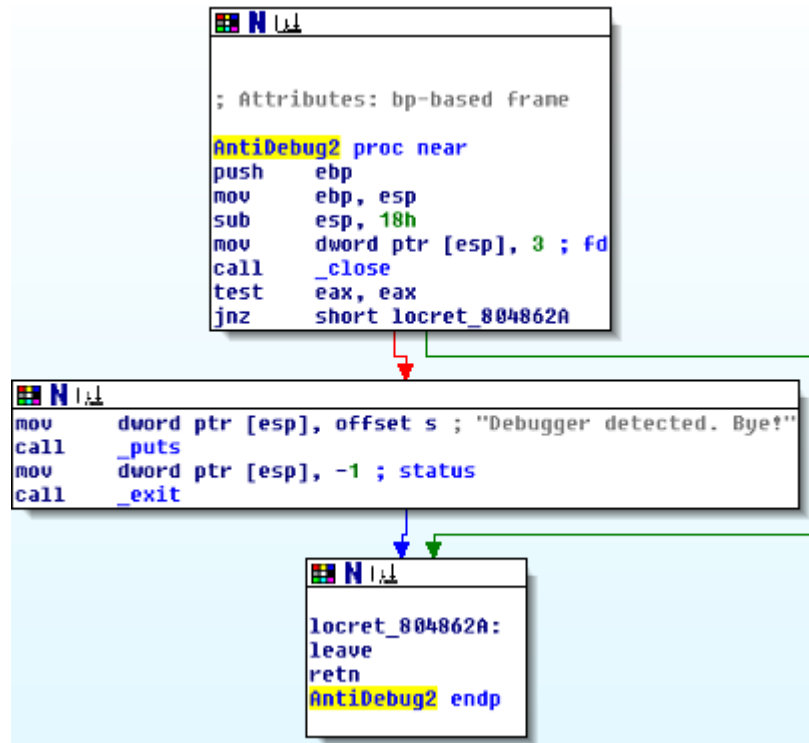 N
; Attributes: bp-based frame
AntiDebug2 proc near
push ebp
mov ebp, esp
sub esp, 18h
mov dword ptr [esp], 3 ; fd
call _close
test eax, eax
jnz short locret_804862A
N
mov dword ptr [esp], offset s ; "Debugger detected. Bye!"
call _puts
mov dword ptr [esp], -1 ; status
call _exit
N
locret_804862A:
leave
retn
AntiDebug2 endp